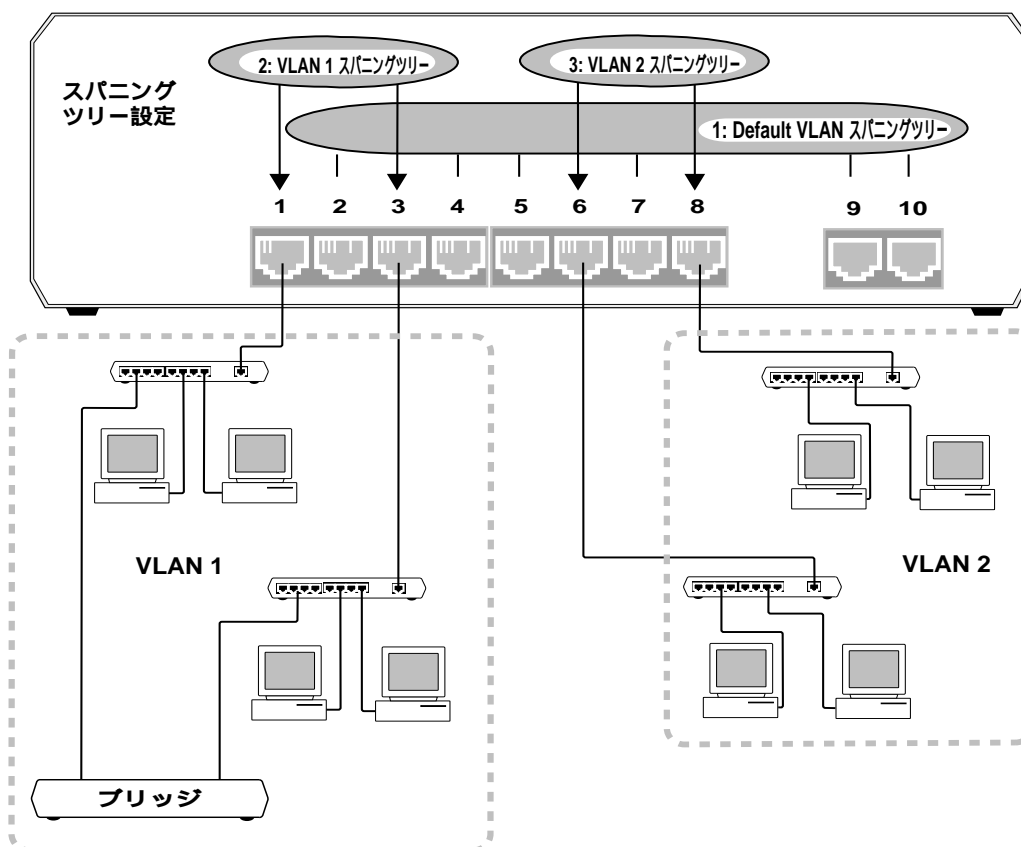 2: VLAN 1 スパニングツリー
3: VLAN 2 スパニングツリー
スパニング
ツリー設定
1: Default VLAN スパニングツリー
1 2 3 4 5 6 7 8 9 10
VLAN 1
VLAN 2
ブリッジ